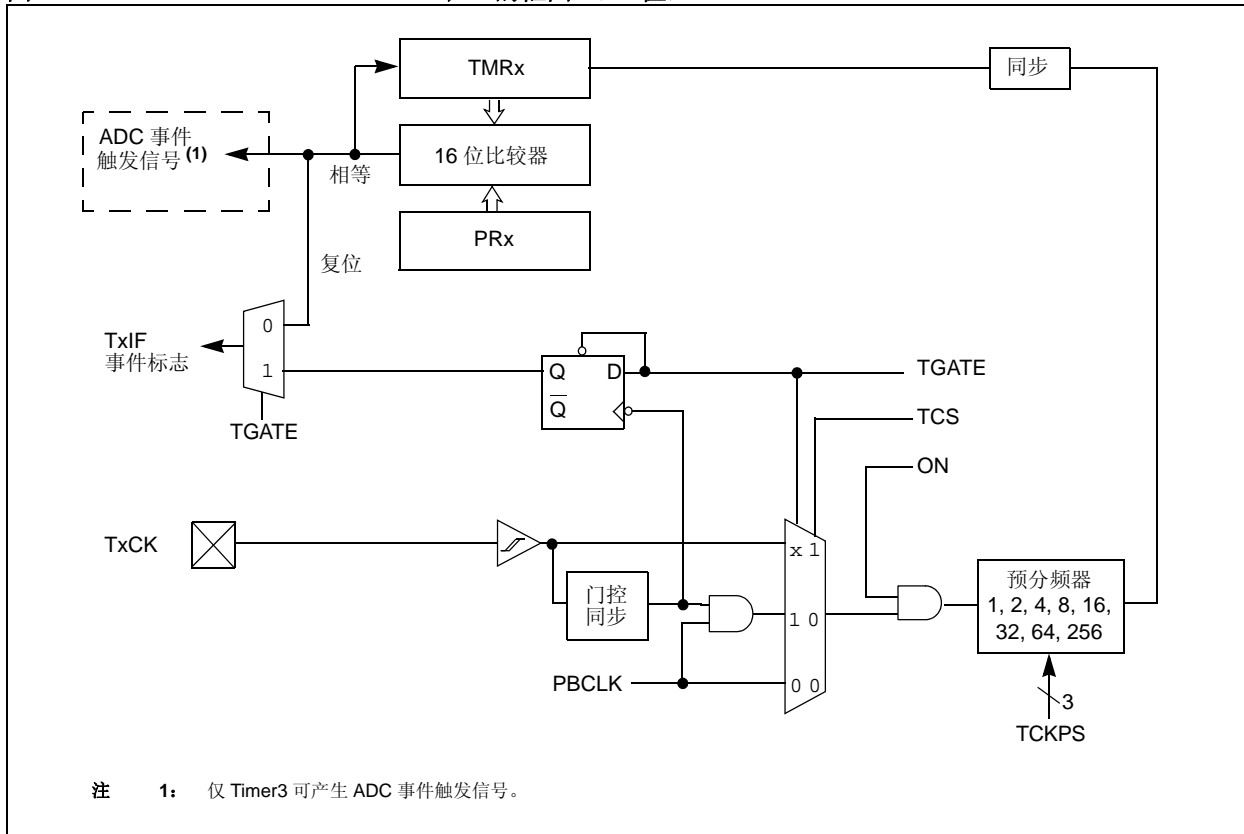 TMRx
同步
ADC 事件
触发信号(1)
16 位比较器
相等
PRx
复位
0
TxIF
事件标志
1
Q D
Q
TGATE
TGATE
TCS
ON
TxCK
x 1
门控
同步
预分频器
1, 2, 4, 8, 16,
32, 64, 256
1 0
PBCLK
0 0
3
TCKPS
注 1: 仅 Timer3 可产生 ADC 事件触发信号。